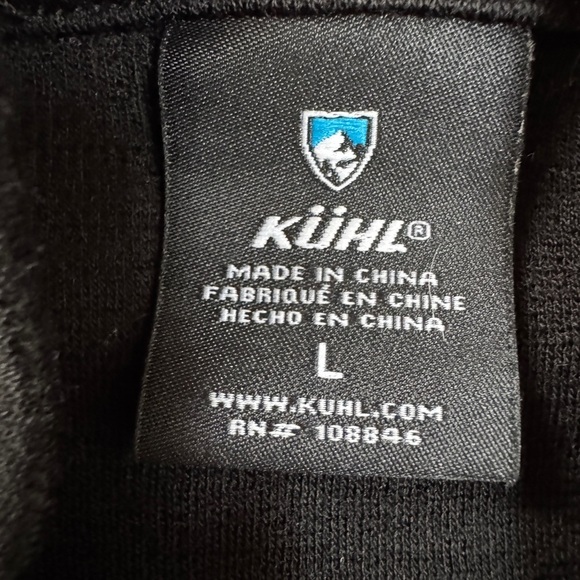 KÜHL®
MADE IN CHINA
FABRIQUÉ EN CHINE
HECHO EN CHINA
L
WWW.KUHL.COM
RN# 108846